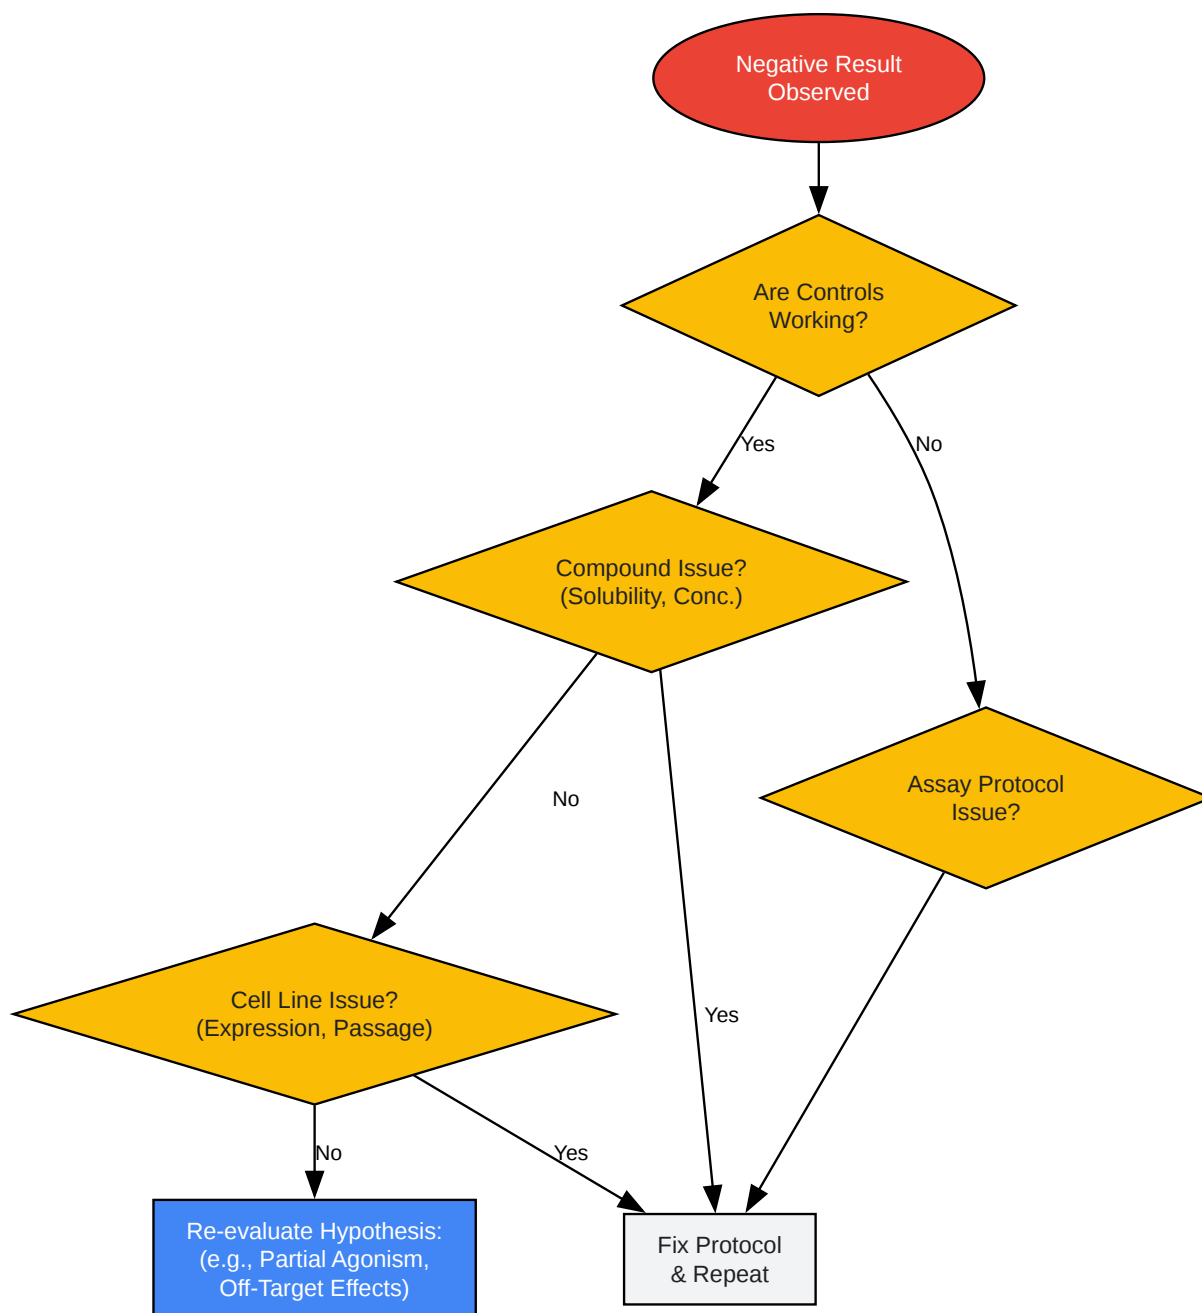 Negative Result
Observed
Are Controls
Working?
Yes
No
Compound Issue?
(Solubility, Conc.)
Assay Protocol
Issue?
No
Cell Line Issue?
(Expression, Passage)
Yes
No
Yes
Re-evaluate Hypothesis:
(e.g., Partial Agonism,
Off-Target Effects)
Fix Protocol
& Repeat